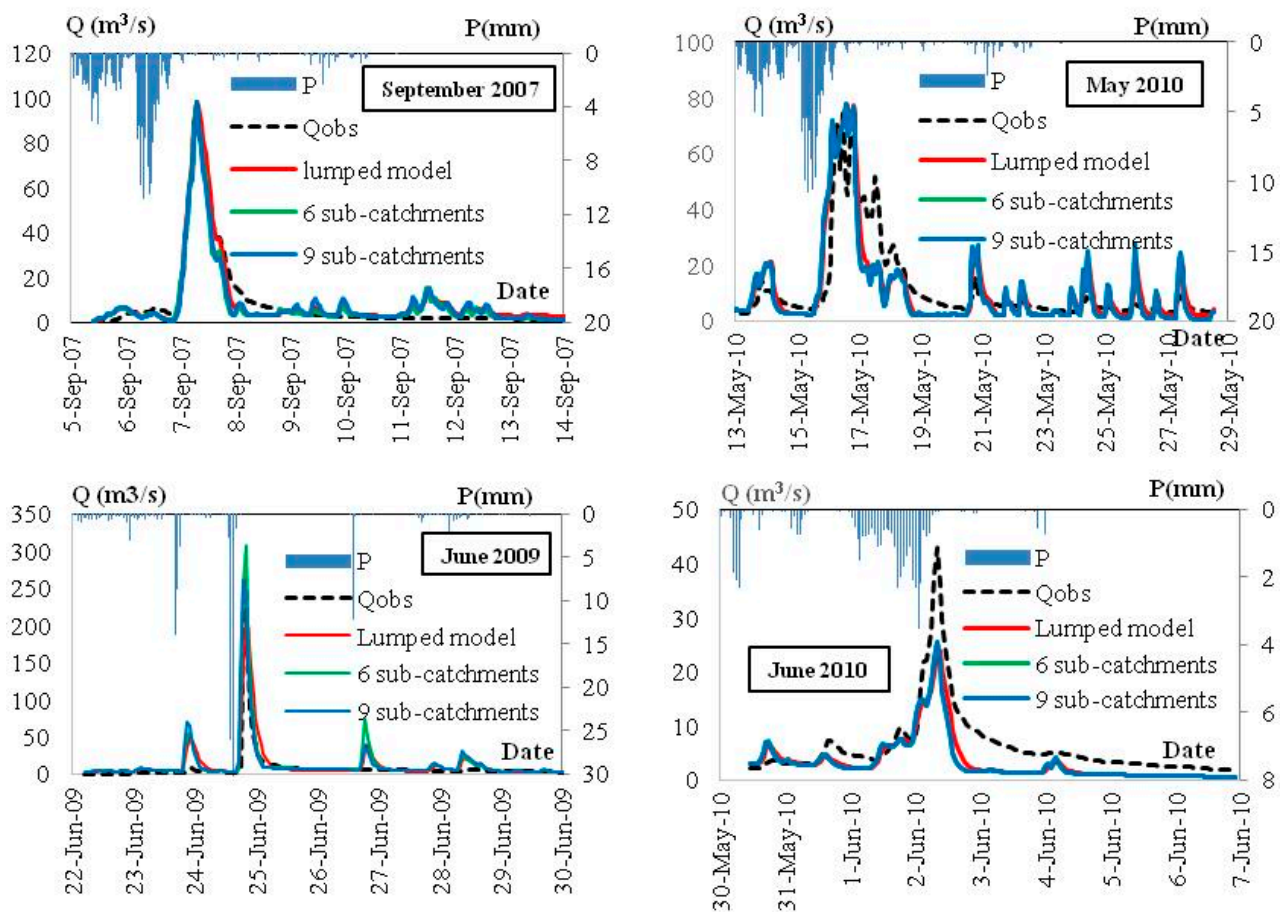 Q (m³/s) P(mm)
120 100 80 60 40 20 0
0 4 8 12 16 20
P
Qobs
lumped model
6 sub-catchments
9 sub-catchments
September 2007
Date
5-Sep-07 6-Sep-07 7-Sep-07 8-Sep-07 9-Sep-07 10-Sep-07 11-Sep-07 12-Sep-07 13-Sep-07 14-Sep-07
Q (m³/s) P(mm)
100 80 60 40 20 0
0 5 10 15 20
P
Qobs
Lumped model
6 sub-catchments
9 sub-catchments
May 2010
Date
13-May-10 15-May-10 17-May-10 19-May-10 21-May-10 23-May-10 25-May-10 27-May-10 29-May-10
Q (m3/s) P(mm)
350 300 250 200 150 100 50 0
0 5 10 15 20 25 30
P
Qobs
Lumped model
6 sub-catchments
9 sub-catchments
June 2009
Date
22-Jun-09 23-Jun-09 24-Jun-09 25-Jun-09 26-Jun-09 27-Jun-09 28-Jun-09 29-Jun-09 30-Jun-09
Q (m³/s) P(mm)
50 40 30 20 10 0
0 2 4 6 8
P
Qobs
Lumped model
6 sub-catchments
9 sub-catchments
June 2010
Date
30-May-10 31-May-10 1-Jun-10 2-Jun-10 3-Jun-10 4-Jun-10 5-Jun-10 6-Jun-10 7-Jun-10